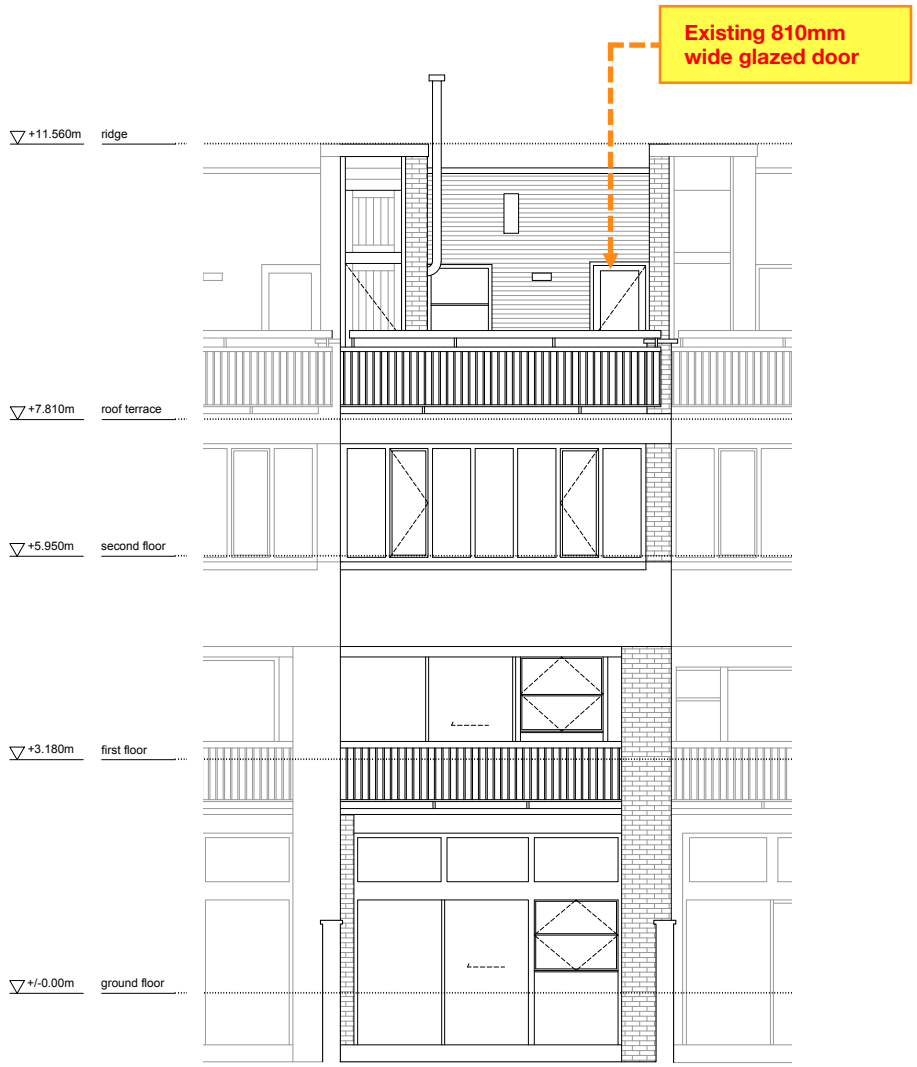 Existing 810mm
wide glazed door
+11.560m ridge
+7.810m roof terrace
+5.950m second floor
+3.180m first floor
+/-0.00m ground floor